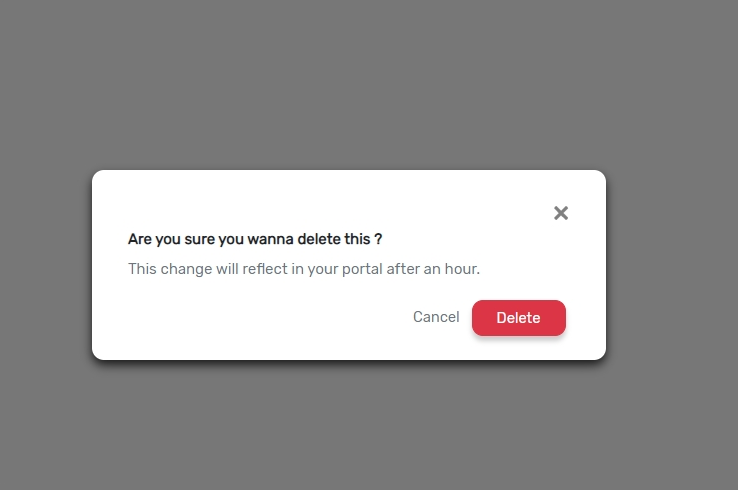 Are you sure you wanna delete this ?
This change will reflect in your portal after an hour.
Cancel Delete